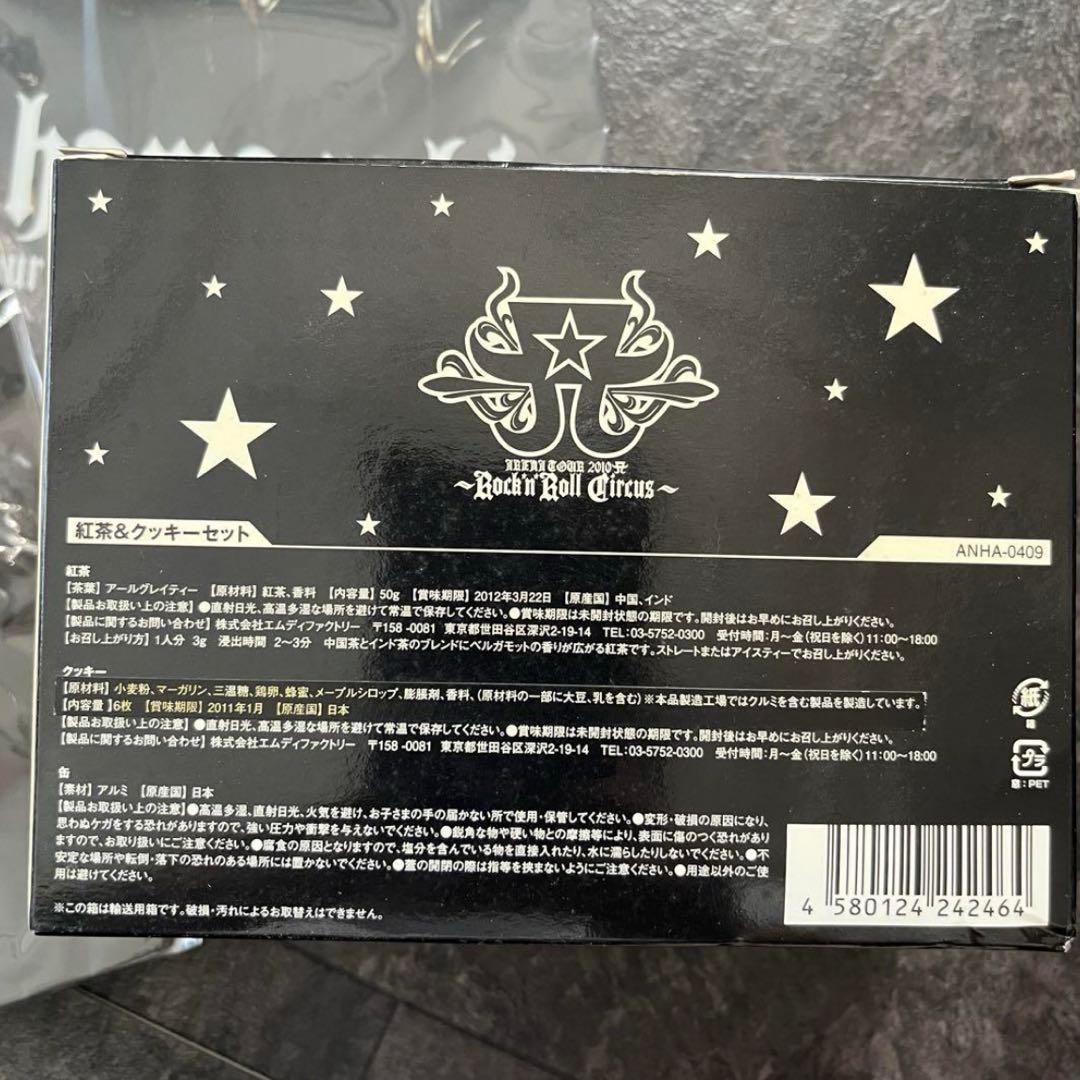 ARENA TOUR 2010 A
～Rock'n'Roll Circus～
紅茶&クッキーセット
ANHA-0409
紅茶
【茶葉】アールグレイティー 【原材料】紅茶、香料 【内容量】50g 【賞味期限】2012年3月22日 【原産国】中国、インド
【製品お取扱い上の注意】●直射日光、高温多湿な場所を避けて常温で保存してください。●賞味期限は未開封状態の期限です。開封後はお早めにお召し上がりください。
【製品に関するお問い合わせ】株式会社エムディファクトリー 〒158-0081 東京都世田谷区深沢2-19-14 TEL:03-5752-0300 受付時間:月～金(祝日を除く)11:00～18:00
【お召し上がり方】1人分 3g 浸出時間 2～3分 中国茶とインド茶のブレンドにベルガモットの香りが広がる紅茶です。ストレートまたはアイスティーでお召し上がりください。
クッキー
【原材料】小麦粉、マーガリン、三温糖、鶏卵、蜂蜜、メープルシロップ、膨脹剤、香料、(原材料の一部に大豆、乳を含む)※本品製造工場ではクルミを含む製品を製造しています。
【内容量】6枚 【賞味期限】2011年1月 【原産国】日本
【製品お取扱い上の注意】●直射日光、高温多湿な場所を避けて常温で保存してください。●賞味期限は未開封状態の期限です。開封後はお早めにお召し上がりください。
【製品に関するお問い合わせ】株式会社エムディファクトリー 〒158-0081 東京都世田谷区深沢2-19-14 TEL:03-5752-0300 受付時間:月～金(祝日を除く)11:00～18:00
缶
【素材】アルミ 【原産国】日本
【製品お取扱い上の注意】●高温多湿、直射日光、火気を避け、お子さまの手の届かない所で使用・保管してください。●変形・破損の原因になり、
思わぬケガをする恐れがありますので、強い圧力や衝撃を与えないでください。●鋭角な物や硬い物との摩擦等により、表面に傷のつく恐れがあり
ますので、お取り扱いにご注意ください。●腐食の原因となりますので、塩分を含んでいる物を直接入れたり、水に濡らしたりしないでください。●不
安定な場所や転倒・落下の恐れのある場所には置かないでください。●蓋の開閉の際は指等を挟まないようにご注意ください。●用途以外のご使
用は避けてください。
※この箱は輸送用箱です。破損・汚れによるお取替えはできません。
紙
箱
プラ
窓:PET
4 580124 242464